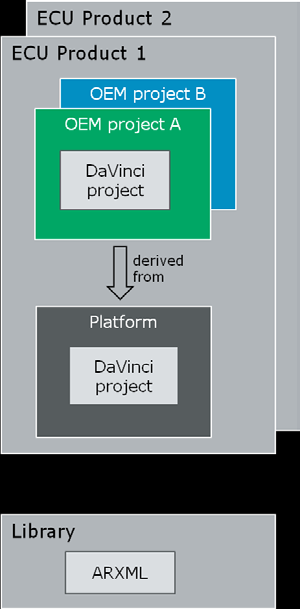 ECU Product 2
ECU Product 1
OEM project B
OEM project A
DaVinci
project
derived
from
Platform
DaVinci
project
Library
ARXML